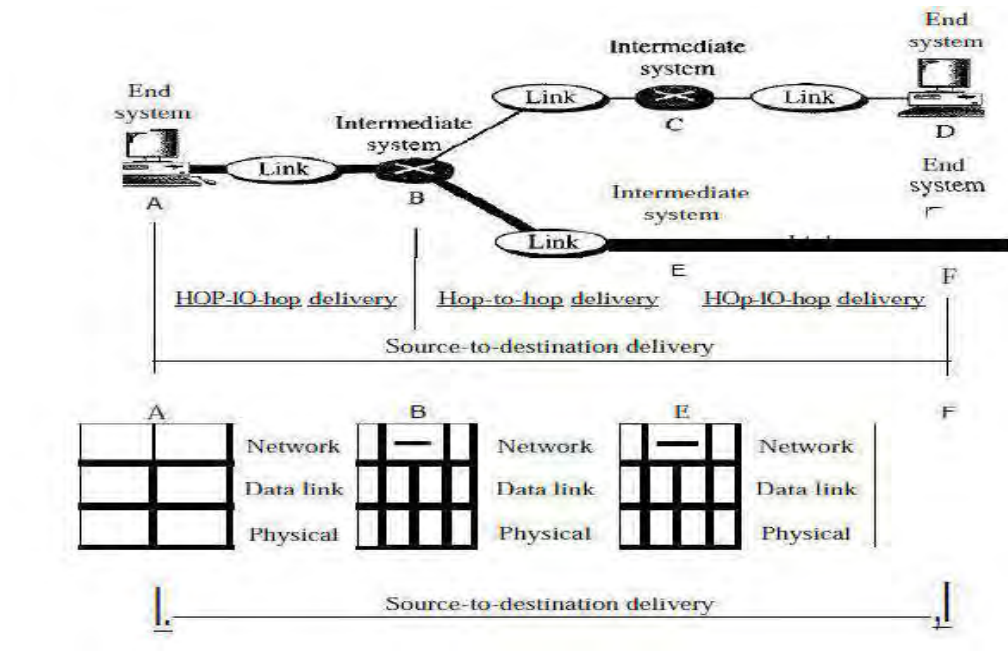 End
system
Intermediate
system
End
system
Link
Link
C
D
Intermediate
system
Link
A
B
End
system
Intermediate
system
Link
E
F
HOP-IO-hop delivery
Hop-to-hop delivery
HOp-IO-hop delivery
Source-to-destination delivery
A
B
E
F
Network
Network
Network
Data link
Data link
Data link
Physical
Physical
Physical
Source-to-destination delivery